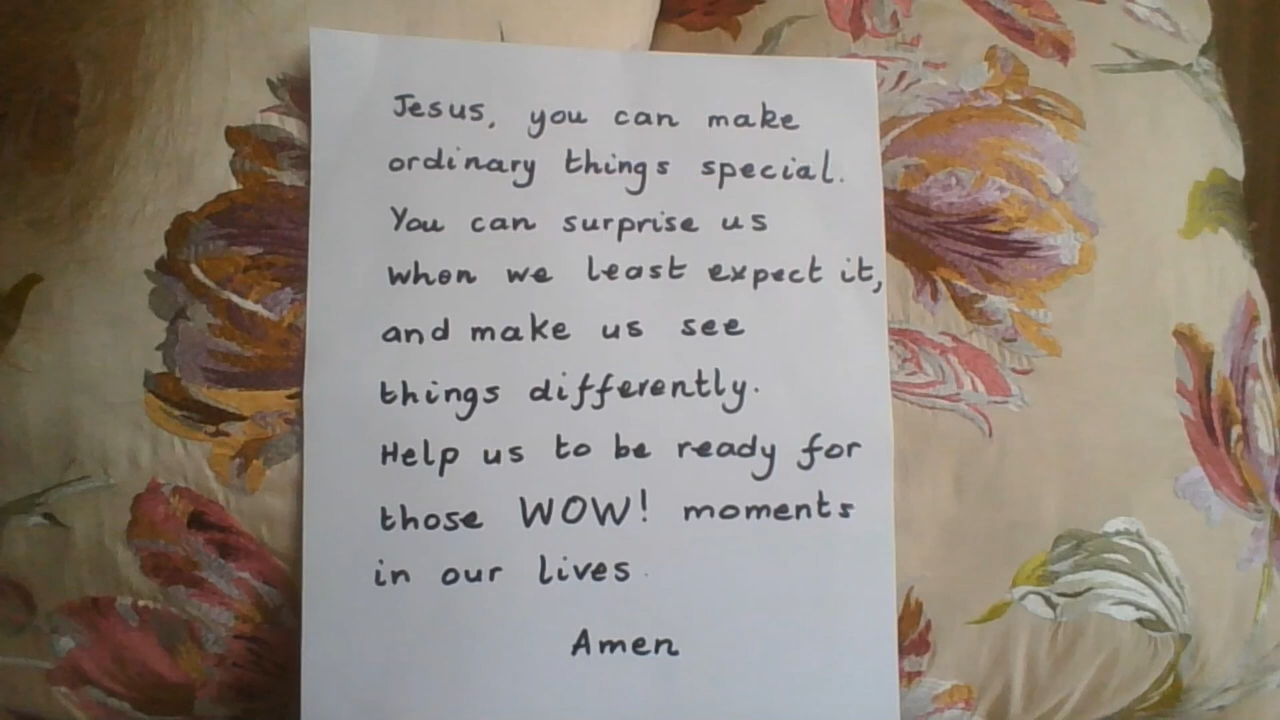 Jesus, you can make
ordinary things special.
You can surprise us
when we least expect it,
and make us see
things differently.
Help us to be ready for
those WOW! moments
in our lives.
Amen